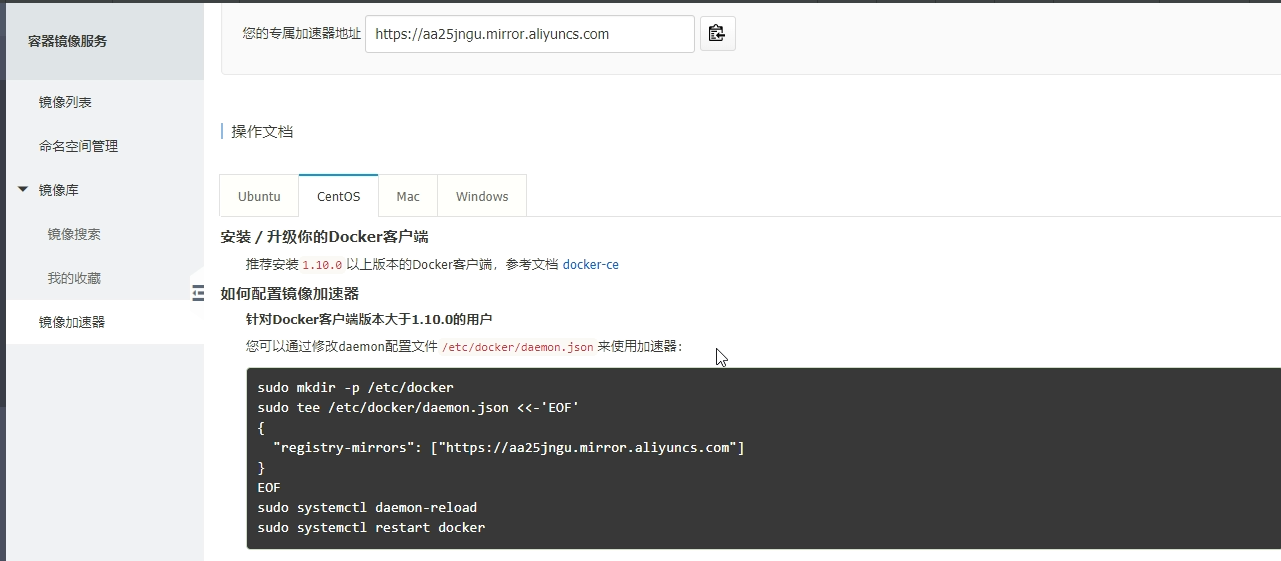 容器镜像服务
镜像列表
命名空间管理
镜像库
镜像搜索
我的收藏
镜像加速器
您的专属加速器地址 https://aa25jngu.mirror.aliyuncs.com
操作文档
Ubuntu CentOS Mac Windows
安装 / 升级你的Docker客户端
推荐安装 1.10.0 以上版本的Docker客户端，参考文档 docker-ce
如何配置镜像加速器
针对Docker客户端版本大于1.10.0的用户
您可以通过修改daemon配置文件 /etc/docker/daemon.json 来使用加速器：
sudo mkdir -p /etc/docker
sudo tee /etc/docker/daemon.json <<-'EOF'
{
  "registry-mirrors": ["https://aa25jngu.mirror.aliyuncs.com"]
}
EOF
sudo systemctl daemon-reload
sudo systemctl restart docker